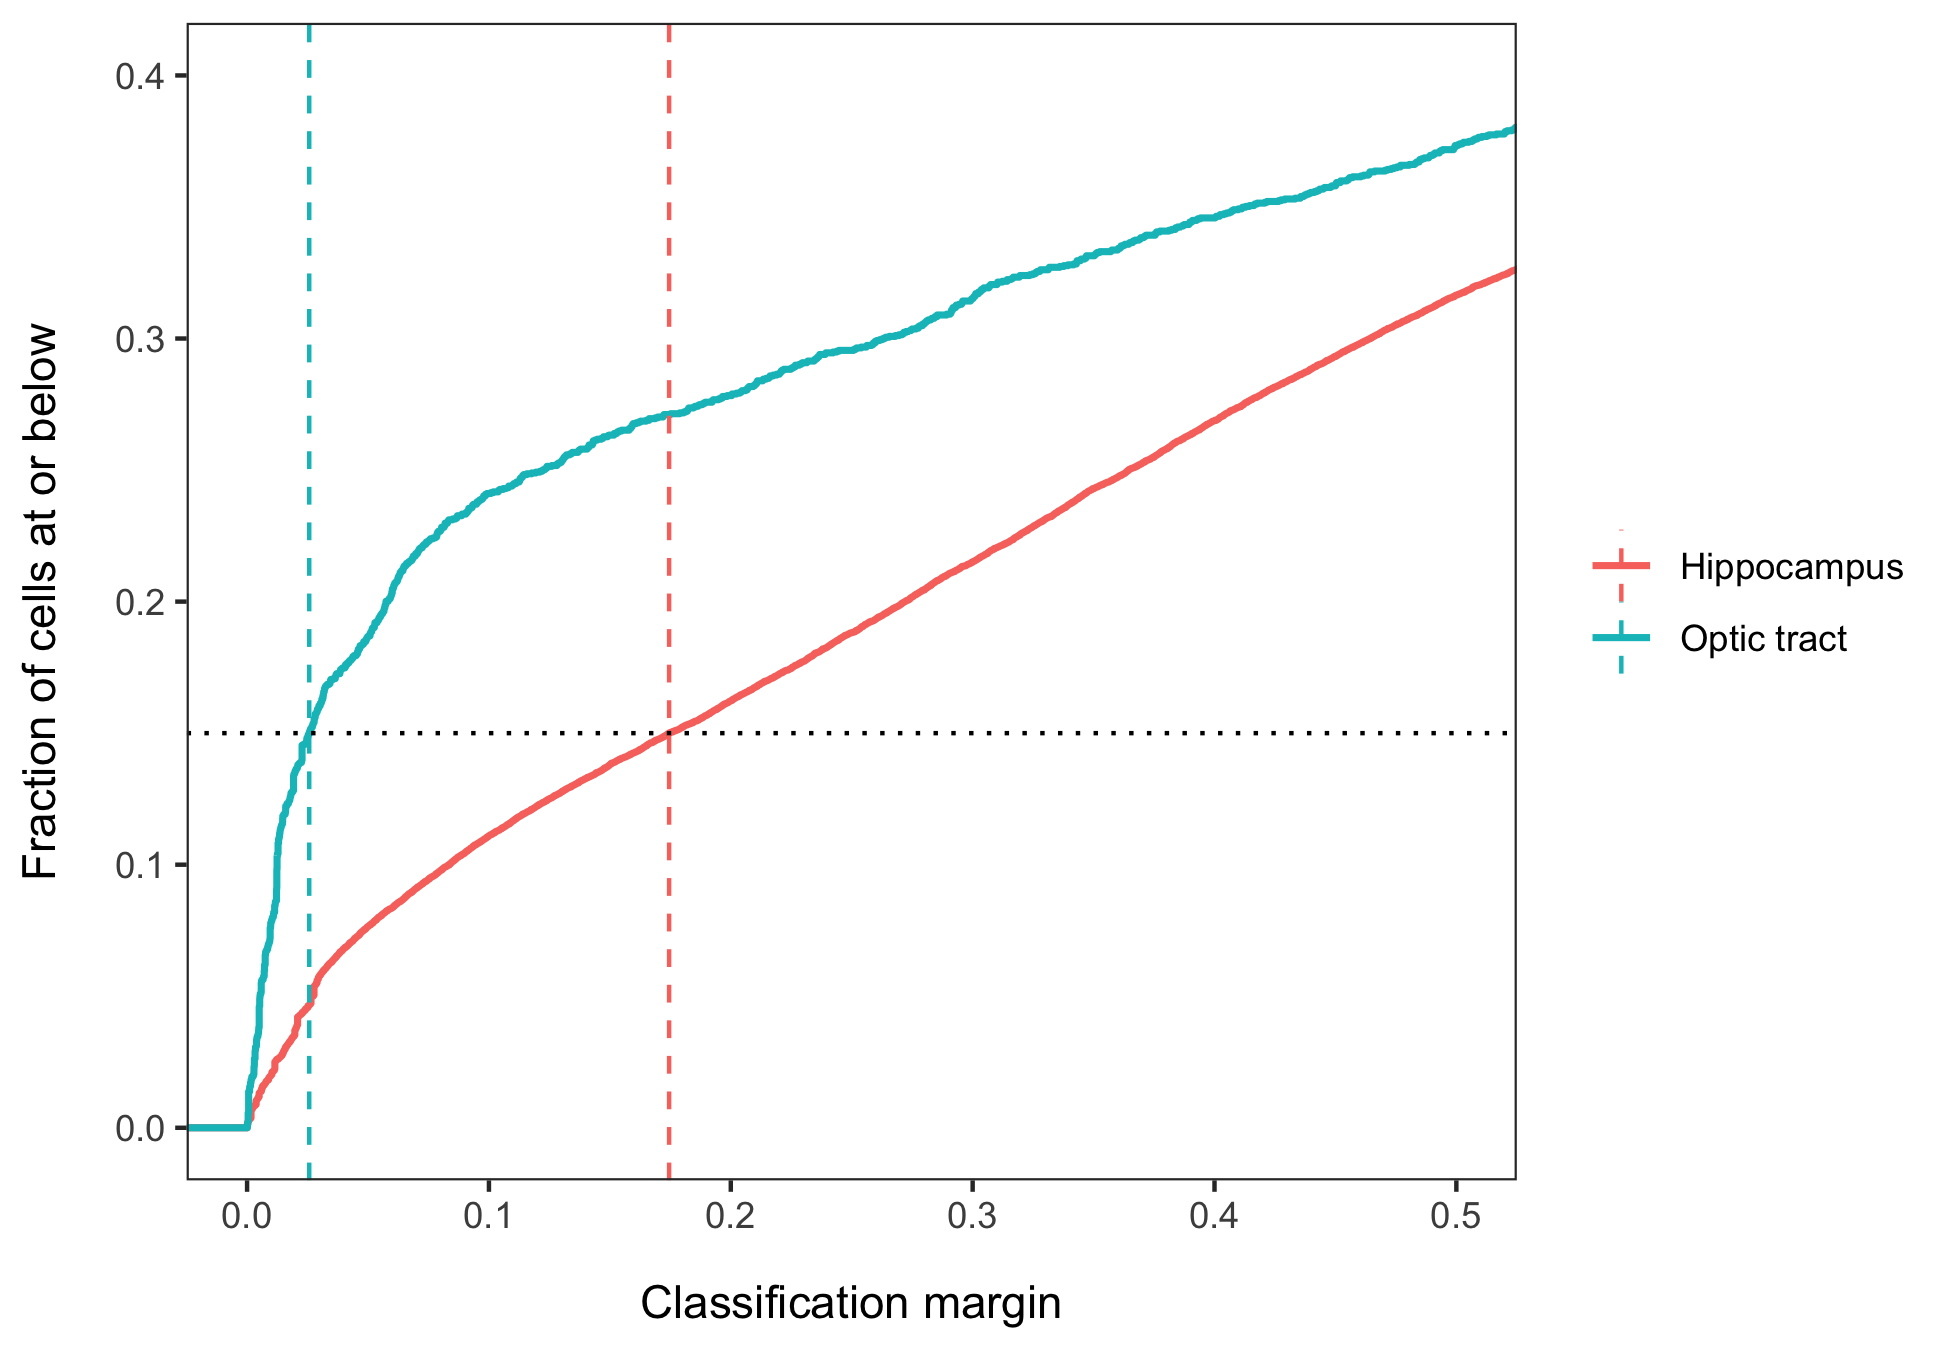 Fraction of cells at or below
0.4
0.3
0.2
0.1
0.0
0.0 0.1 0.2 0.3 0.4 0.5
Classification margin
Hippocampus
Optic tract